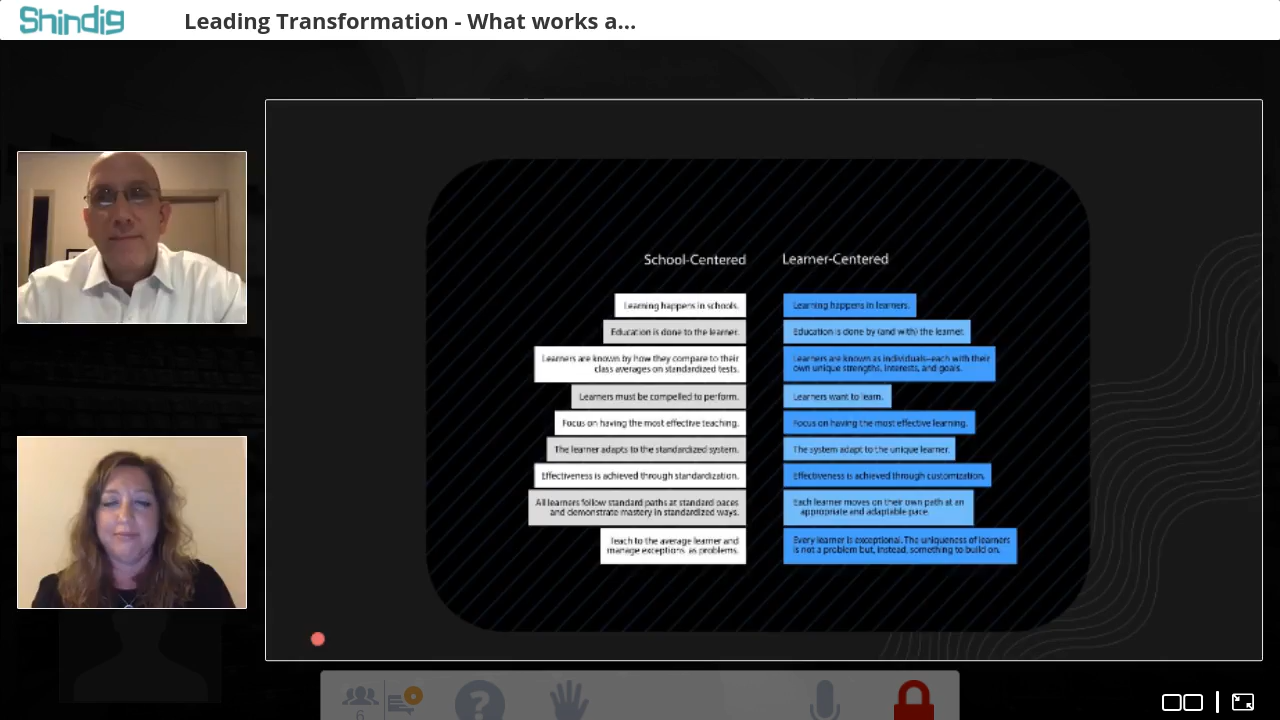 Shindig
Leading Transformation - What works a...
School-Centered
Learner-Centered
Learning happens in schools.
Learning happens in learners.
Education is done to the learner.
Education is done by (and with) the learner.
Learners are known by how they compare to their
class averages on standardized tests.
Learners are known as individuals—each with their
own unique strengths, interests, and goals.
Learners must be compelled to perform.
Learners want to learn.
Focus on having the most effective teaching.
Focus on having the most effective learning.
The learner adapts to the standardized system.
The system adapt to the unique learner.
Effectiveness is achieved through standardization.
Effectiveness is achieved through customization.
All learners follow standard paths at standard paces
and demonstrate mastery in standardized ways.
Each learner moves on their own path at an
appropriate and adaptable pace.
Teach to the average learner and
manage exceptions as problems.
Every learner is exceptional. The uniqueness of learners
is not a problem but, instead, something to build on.
6
?